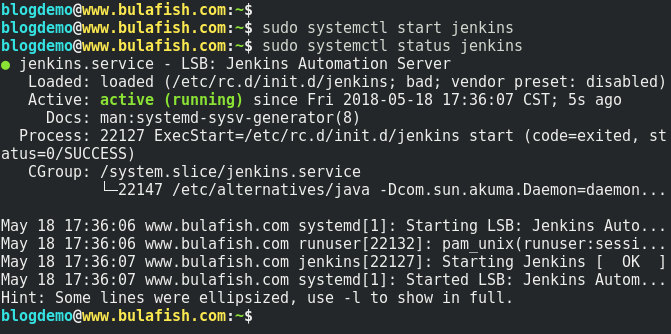 blogdemo@www.bulafish.com:~$
blogdemo@www.bulafish.com:~$ sudo systemctl start jenkins
blogdemo@www.bulafish.com:~$ sudo systemctl status jenkins
● jenkins.service - LSB: Jenkins Automation Server
   Loaded: loaded (/etc/rc.d/init.d/jenkins; bad; vendor preset: disabled)
   Active: active (running) since Fri 2018-05-18 17:36:07 CST; 5s ago
     Docs: man:systemd-sysv-generator(8)
  Process: 22127 ExecStart=/etc/rc.d/init.d/jenkins start (code=exited, st
atus=0/SUCCESS)
   CGroup: /system.slice/jenkins.service
           └─22147 /etc/alternatives/java -Dcom.sun.akuma.Daemon=daemon...

May 18 17:36:06 www.bulafish.com systemd[1]: Starting LSB: Jenkins Auto...
May 18 17:36:06 www.bulafish.com runuser[22132]: pam_unix(runuser:sessi...
May 18 17:36:07 www.bulafish.com jenkins[22127]: Starting Jenkins [  OK  ]
May 18 17:36:07 www.bulafish.com systemd[1]: Started LSB: Jenkins Autom...
Hint: Some lines were ellipsized, use -l to show in full.
blogdemo@www.bulafish.com:~$